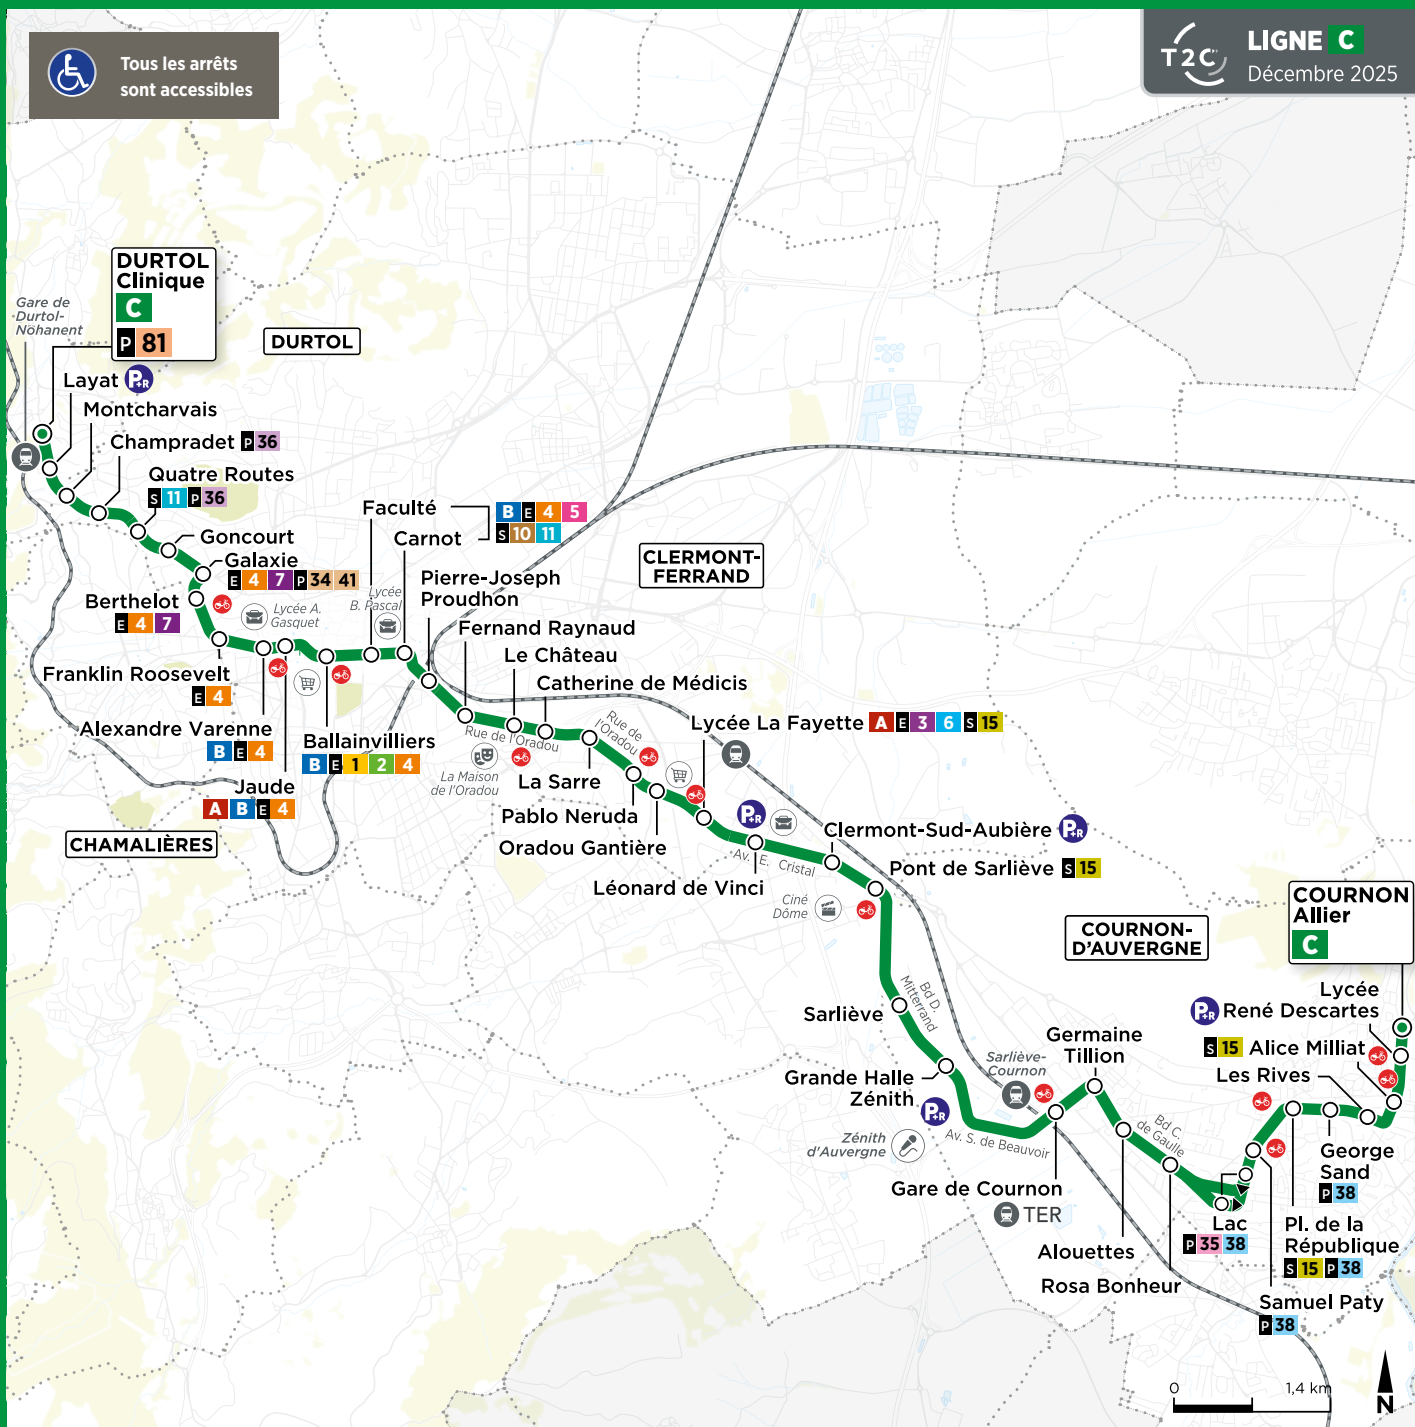 Tous les arrêts
sont accessibles
T2C
LIGNE C
Décembre 2025
DURTOL
Clinique
C
P 81
Gare de
Durtol-
Nohanent
DURTOL
Layat P+R
Montcharvais
Champradet P 36
Quatre Routes
S 11 P 36
Goncourt
Galaxie
E 4 7 P 34 41
Berthelot
E 4 7
Lycée A.
Gasquet
Franklin Roosevelt
E 4
Alexandre Varenne
B E 4
Jaude
A B E 4
Ballainvilliers
B E 1 2 4
CHAMALIÈRES
Faculté
Carnot
B E 4 5
S 10 11
Lycée
B. Pascal
Pierre-Joseph
Proudhon
Fernand Raynaud
Le Château
Catherine de Médicis
CLERMONT-
FERRAND
Rue de l'Oradou
La Maison
de l'Oradou
Rue de
l'Oradou
La Sarre
Pablo Neruda
Oradou Gantière
Lycée La Fayette A E 3 6 S 15
P+R
Léonard de Vinci
Av. E. Cristal
Clermont-Sud-Aubière P+R
Pont de Sarliève S 15
Ciné
Dôme
COURNON-
D'AUVERGNE
Sarliève
Bd D.
Mitterrand
Grande Halle
Zénith
P+R
Zénith
d'Auvergne
Av. S. de Beauvoir
Sarliève-
Cournon
Gare de Cournon
TER
Germaine
Tillion
Bd C.
de Gaulle
Alouettes
Rosa Bonheur
Lac
P 35 38
Samuel Paty
P 38
Pl. de la
République
S 15 P 38
George
Sand
P 38
Les Rives
S 15 Alice Milliat
Lycée
P+R René Descartes
COURNON
Allier
C
0 1,4 km
N